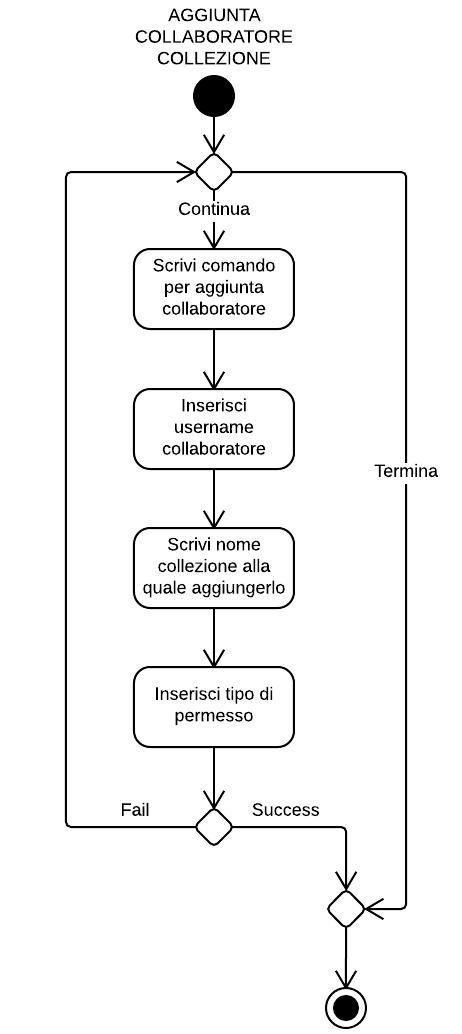 AGGIUNTA
COLLABORATORE
COLLEZIONE
Continua
Scrivi comando
per aggiunta
collaboratore
Inserisci
username
collaboratore
Termina
Scrivi nome
collezione alla
quale aggiungerlo
Inserisci tipo di
permesso
Fail
Success